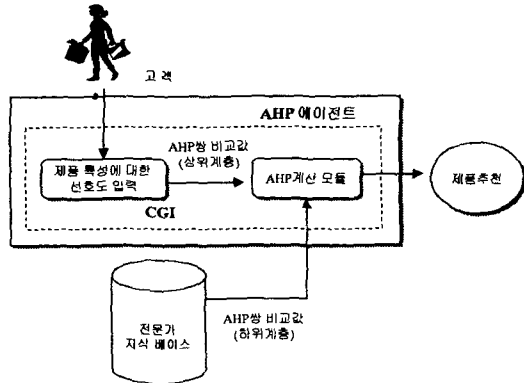 고 객
AHP 에이전트
AHP쌍 비교값
(상위계층)
제품 특성에 대한
선호도 입력
AHP계산 모듈
제품추천
CGI
전문가
지식 베이스
AHP쌍 비교값
(하위계층)